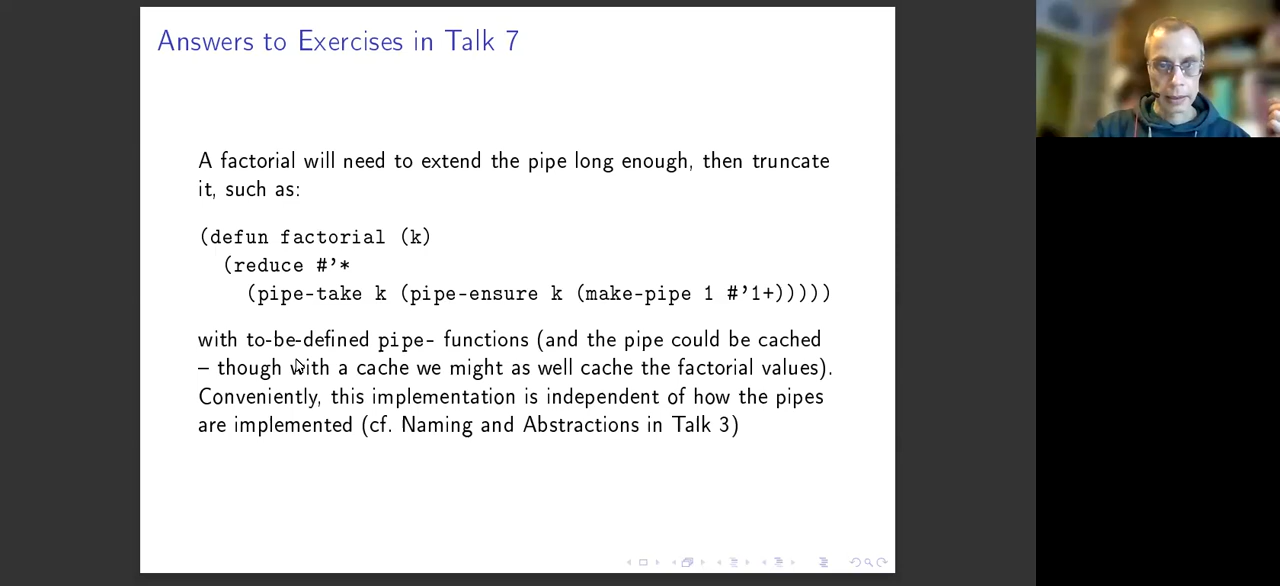 Answers to Exercises in Talk 7
A factorial will need to extend the pipe long enough, then truncate
it, such as:
(defun factorial (k)
(reduce #'*
(pipe-take k (pipe-ensure k (make-pipe 1 #'1+)))))
with to-be-defined pipe- functions (and the pipe could be cached
– though with a cache we might as well cache the factorial values).
Conveniently, this implementation is independent of how the pipes
are implemented (cf. Naming and Abstractions in Talk 3)